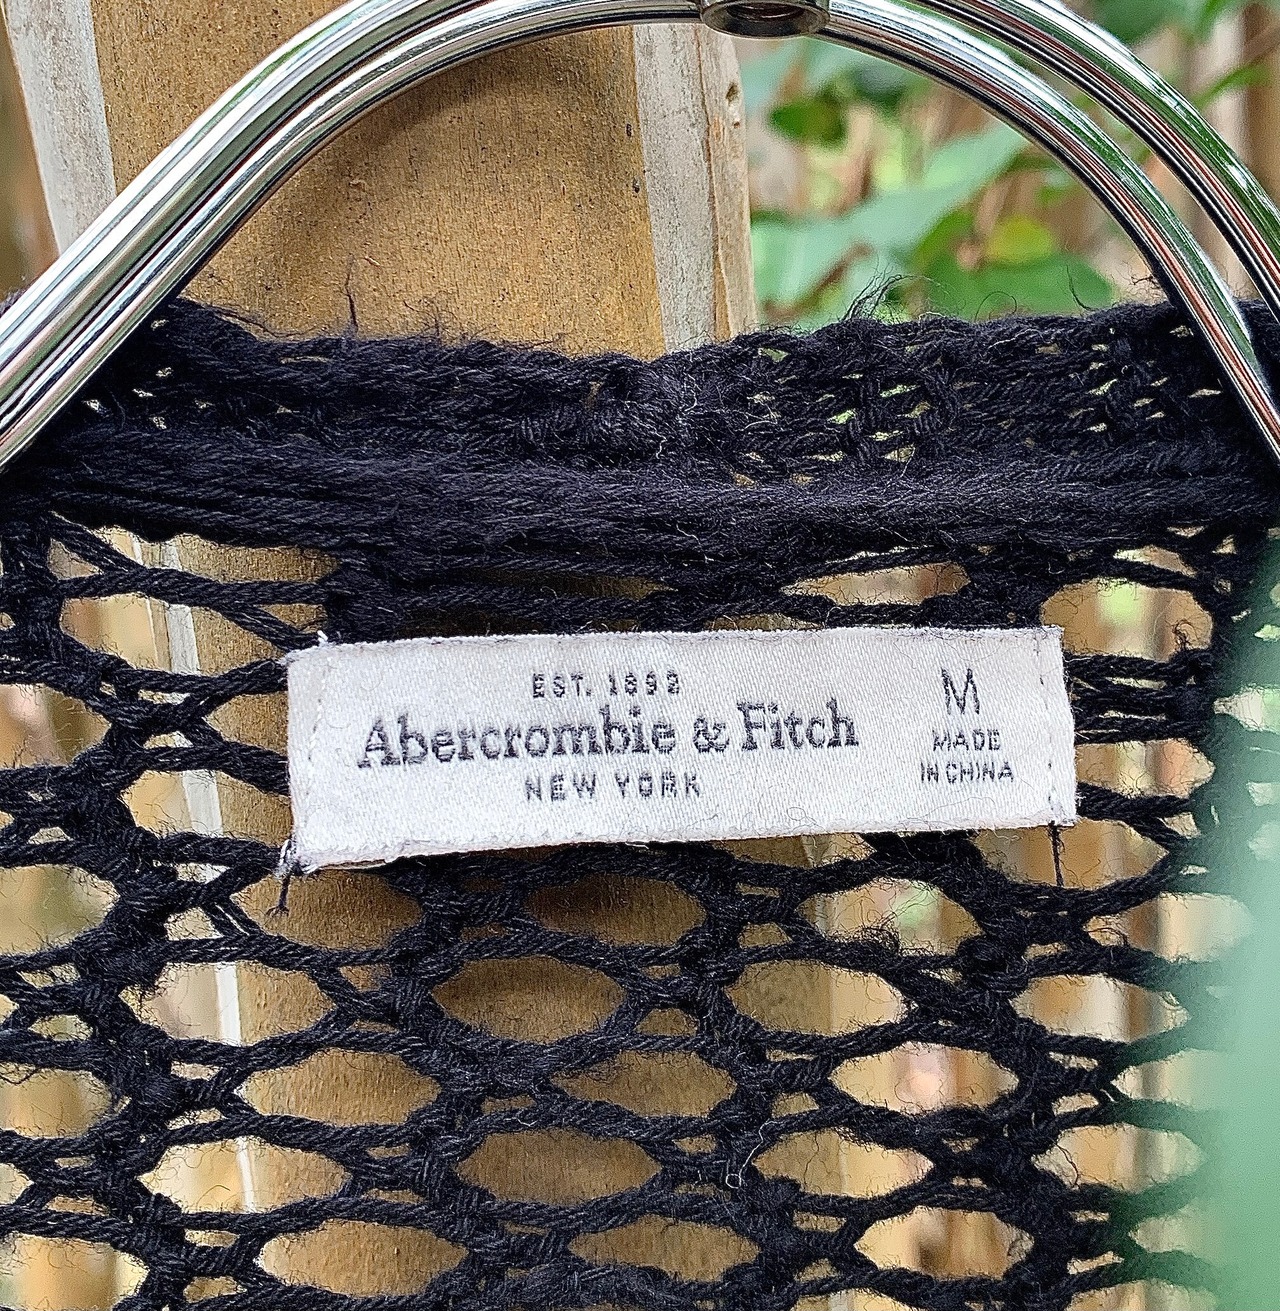 EST. 1892
Abercrombie & Fitch
NEW YORK
M
MADE
IN CHINA